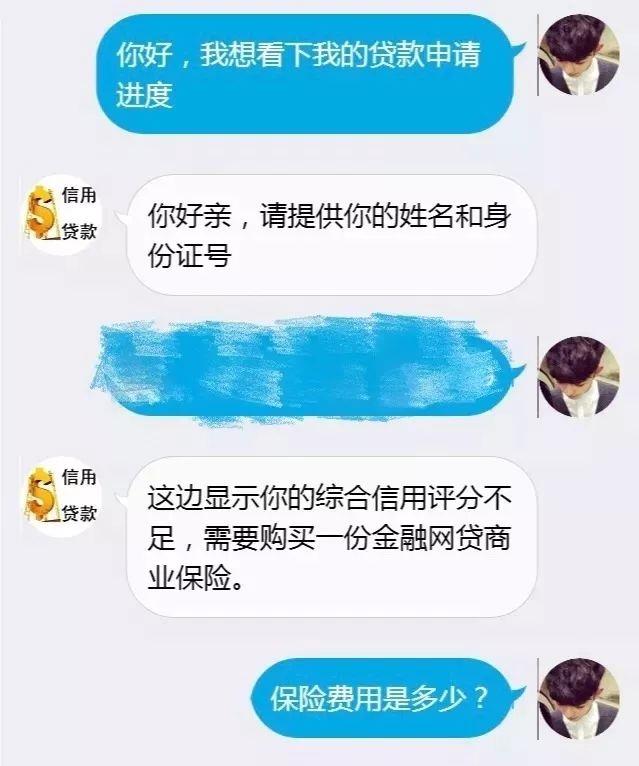 你好，我想看下我的贷款申请
进度
信用
贷款
你好亲，请提供你的姓名和身
份证号
信用
贷款
这边显示你的综合信用评分不
足，需要购买一份金融网贷商
业保险。
保险费用是多少？